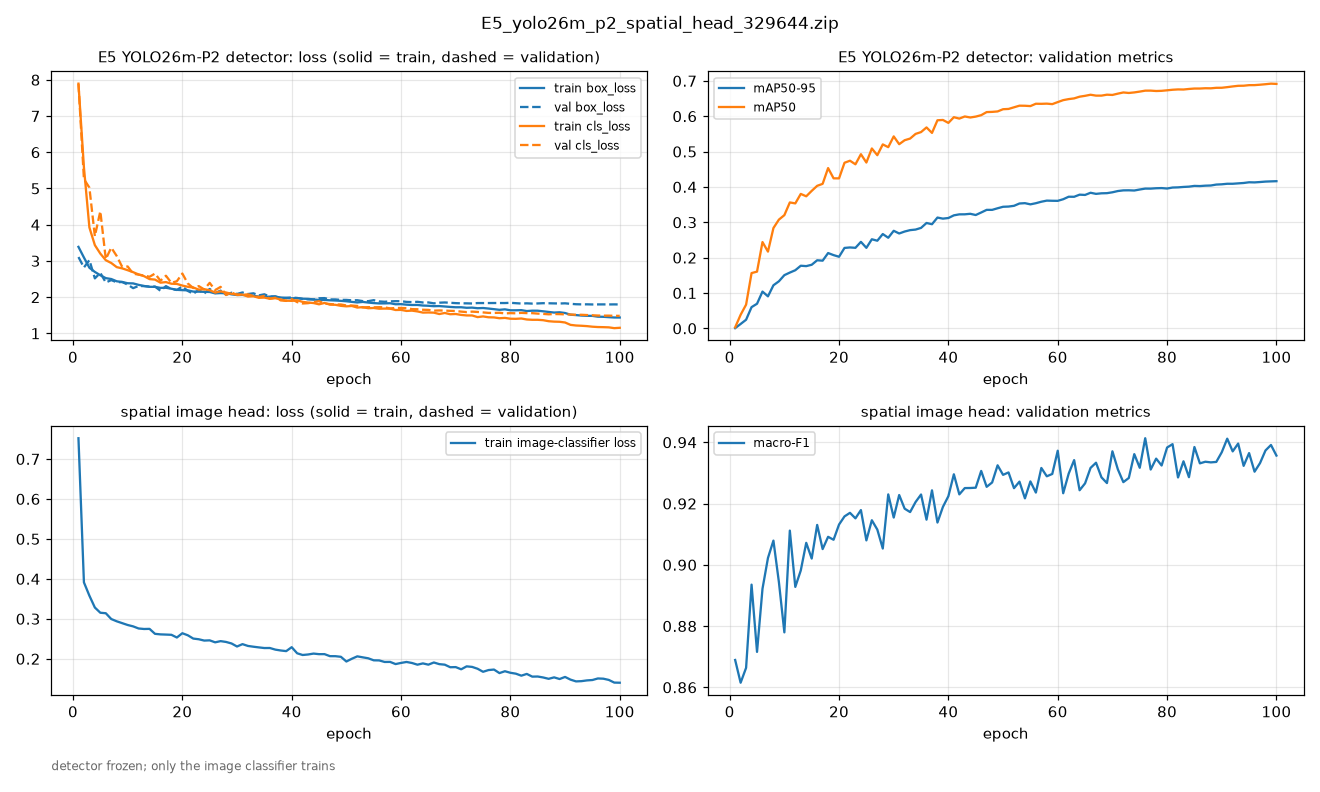 E5_yolo26m_p2_spatial_head_329644.zip
E5 YOLO26m-P2 detector: loss (solid = train, dashed = validation)
8
7
6
5
4
3
2
1
train box_loss
val box_loss
train cls_loss
val cls_loss
0 20 40 60 80 100
epoch
E5 YOLO26m-P2 detector: validation metrics
0.7
0.6
0.5
0.4
0.3
0.2
0.1
0.0
mAP50-95
mAP50
0 20 40 60 80 100
epoch
spatial image head: loss (solid = train, dashed = validation)
0.7
0.6
0.5
0.4
0.3
0.2
train image-classifier loss
0 20 40 60 80 100
epoch
spatial image head: validation metrics
0.94
0.92
0.90
0.88
0.86
macro-F1
0 20 40 60 80 100
epoch
detector frozen; only the image classifier trains